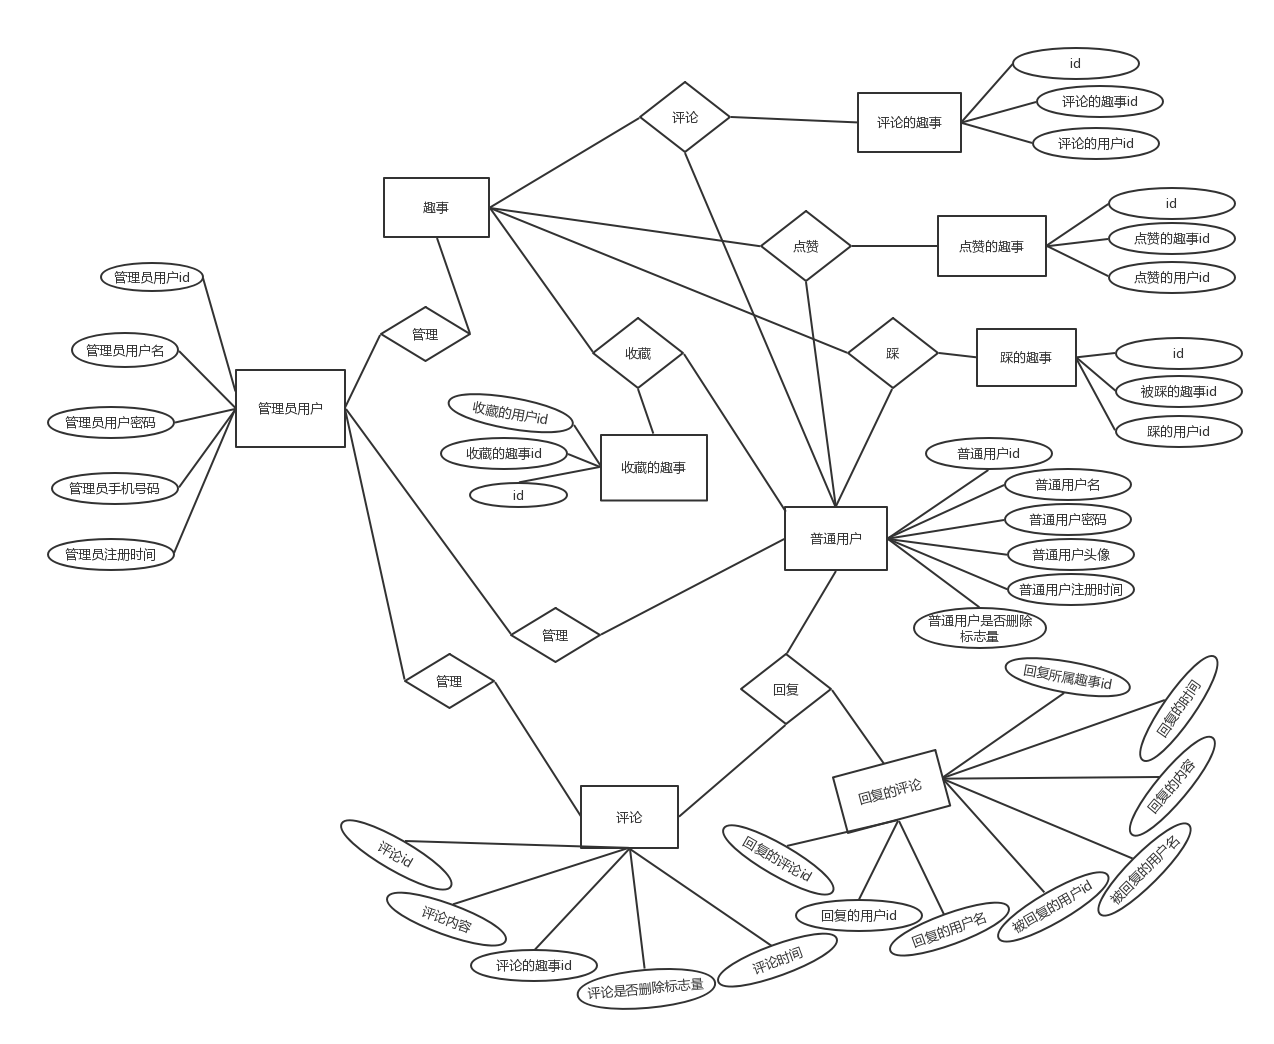 id
评论的趣事id
评论的用户id
评论
评论的趣事
趣事
id
点赞的趣事id
点赞的用户id
点赞
点赞的趣事
管理员用户id
管理员用户名
管理员用户密码
管理员手机号码
管理员注册时间
管理员用户
管理
收藏
踩
踩的趣事
id
被踩的趣事id
踩的用户id
收藏的用户id
收藏的趣事id
id
收藏的趣事
普通用户
普通用户id
普通用户名
普通用户密码
普通用户头像
普通用户注册时间
普通用户是否删除
标志量
管理
管理
回复
回复所属趣事id
回复的时间
回复的内容
被回复的用户名
被回复的用户id
回复的用户名
回复的用户id
回复的评论id
回复的评论
评论
评论id
评论内容
评论的趣事id
评论是否删除标志量
评论时间